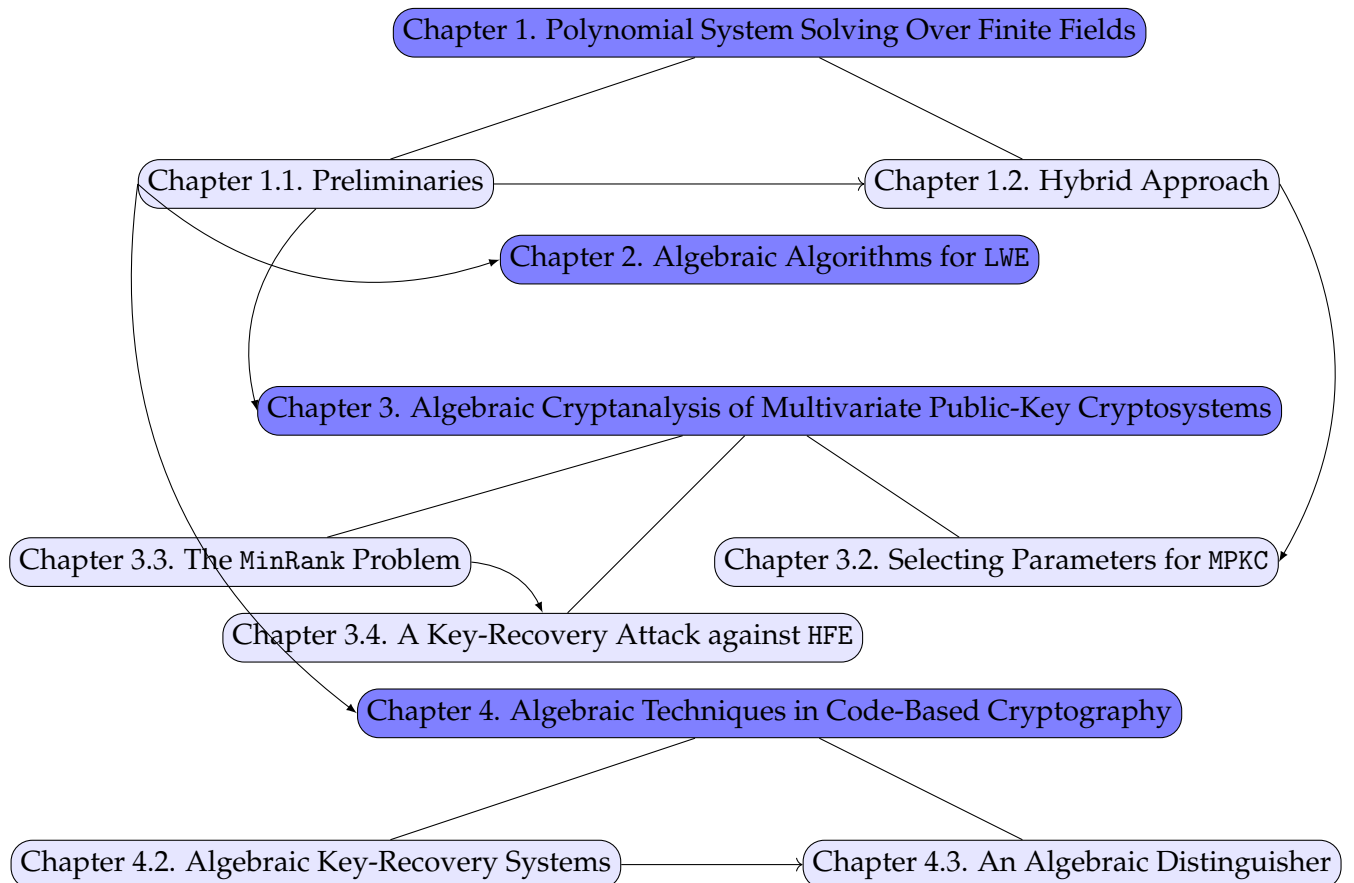 Chapter 1. Polynomial System Solving Over Finite Fields
Chapter 1.1. Preliminaries
Chapter 1.2. Hybrid Approach
Chapter 2. Algebraic Algorithms for LWE
Chapter 3. Algebraic Cryptanalysis of Multivariate Public-Key Cryptosystems
Chapter 3.3. The MinRank Problem
Chapter 3.2. Selecting Parameters for MPKC
Chapter 3.4. A Key-Recovery Attack against HFE
Chapter 4. Algebraic Techniques in Code-Based Cryptography
Chapter 4.2. Algebraic Key-Recovery Systems
Chapter 4.3. An Algebraic Distinguisher